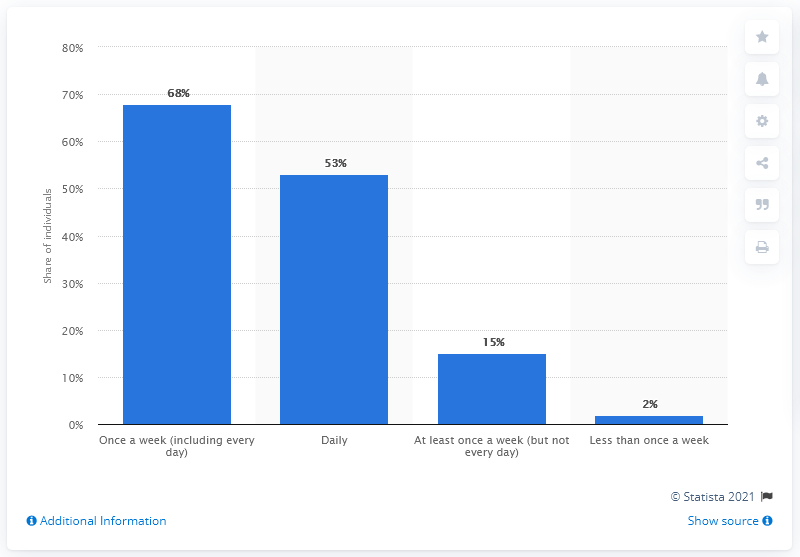 80%
70%
60%
50%
40%
30%
20%
10%
0%
Share of individuals
68%
53%
15%
2%
Once a week (including every
day)
Daily
At least once a week (but not
every day)
Less than once a week
© Statista 2021
Additional Information
Show source